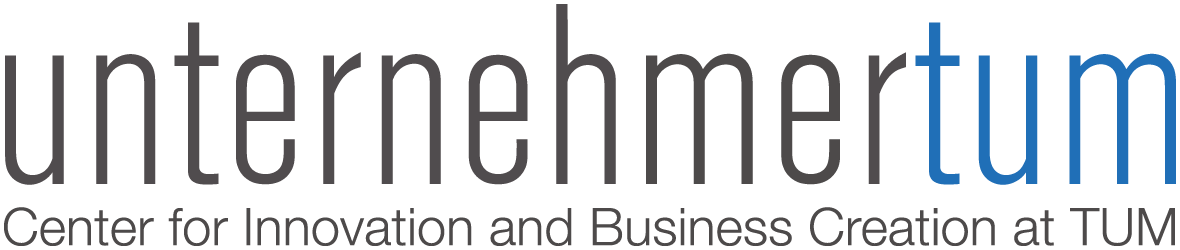 unternehmertum
Center for Innovation and Business Creation at TUM